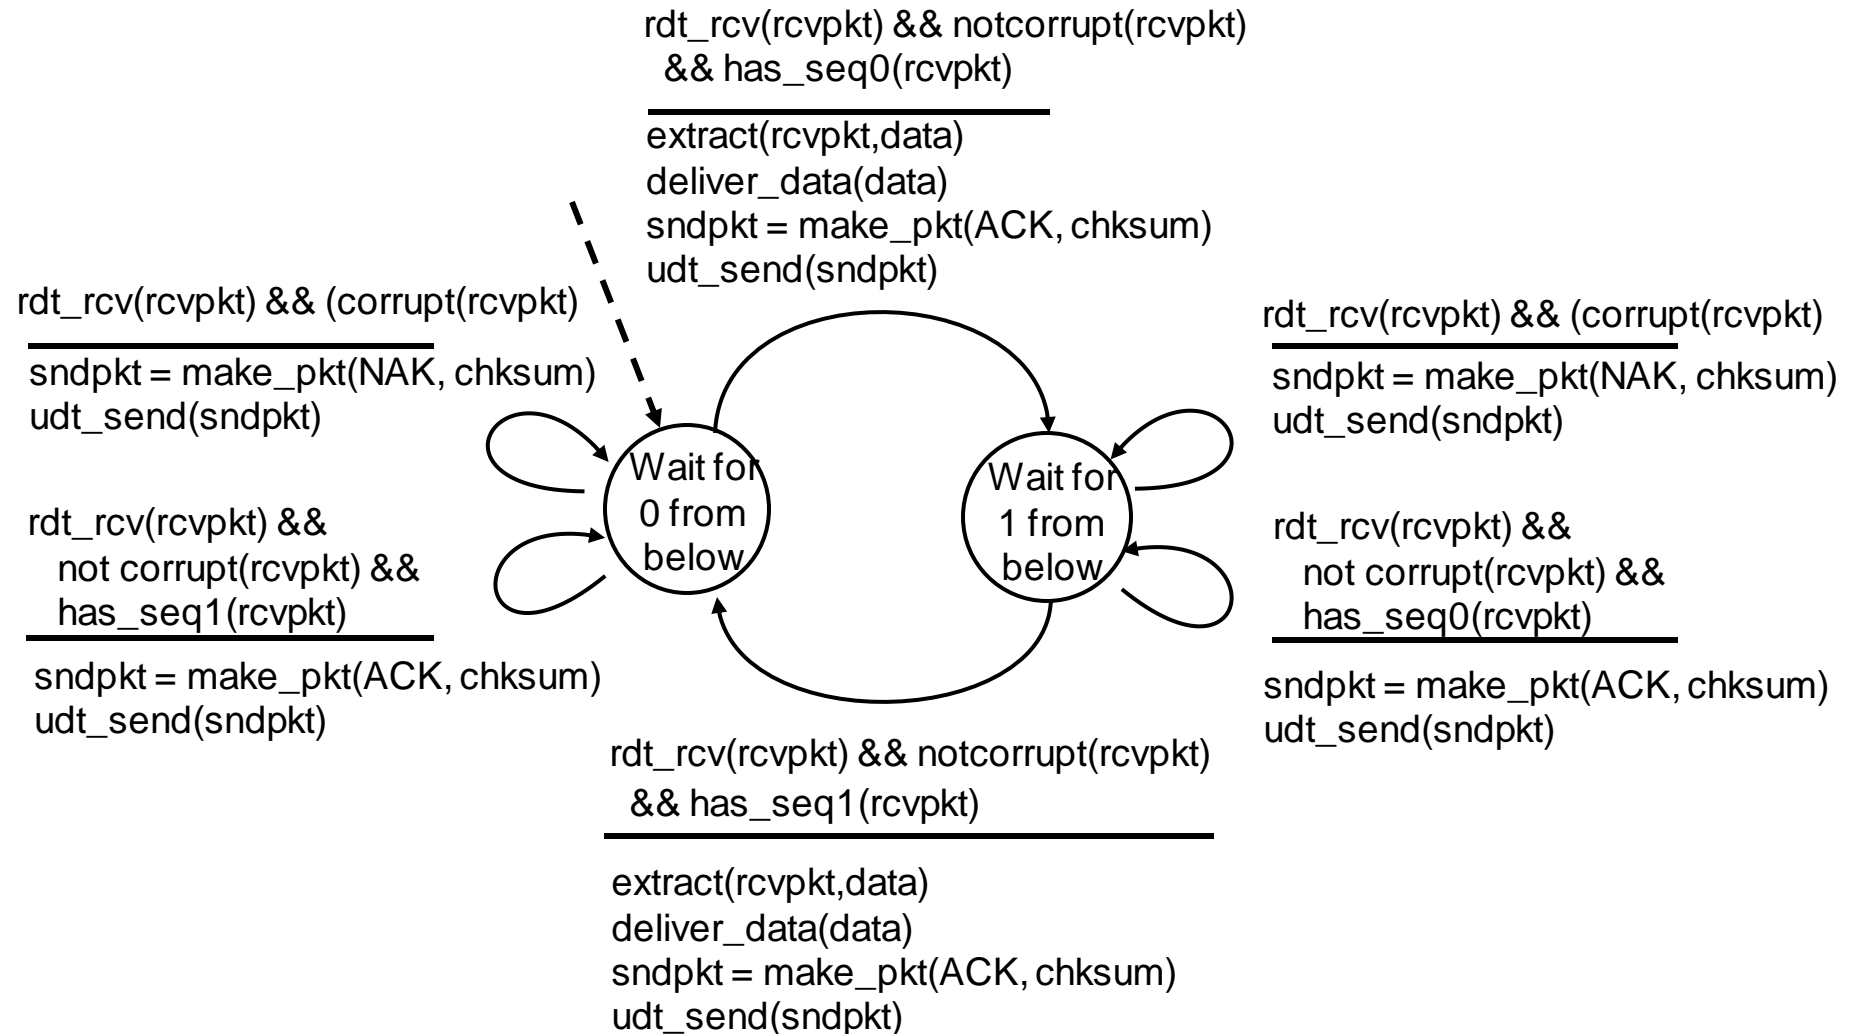 rdt_rcv(rcvpkt) && notcorrupt(rcvpkt)
&& has_seq0(rcvpkt)
extract(rcvpkt,data)
deliver_data(data)
sndpkt = make_pkt(ACK, chksum)
udt_send(sndpkt)
rdt_rcv(rcvpkt) && (corrupt(rcvpkt)
sndpkt = make_pkt(NAK, chksum)
udt_send(sndpkt)
rdt_rcv(rcvpkt) &&
not corrupt(rcvpkt) &&
has_seq1(rcvpkt)
sndpkt = make_pkt(ACK, chksum)
udt_send(sndpkt)
Wait for
0 from
below
Wait for
1 from
below
rdt_rcv(rcvpkt) && (corrupt(rcvpkt)
sndpkt = make_pkt(NAK, chksum)
udt_send(sndpkt)
rdt_rcv(rcvpkt) &&
not corrupt(rcvpkt) &&
has_seq0(rcvpkt)
sndpkt = make_pkt(ACK, chksum)
udt_send(sndpkt)
rdt_rcv(rcvpkt) && notcorrupt(rcvpkt)
&& has_seq1(rcvpkt)
extract(rcvpkt,data)
deliver_data(data)
sndpkt = make_pkt(ACK, chksum)
udt_send(sndpkt)